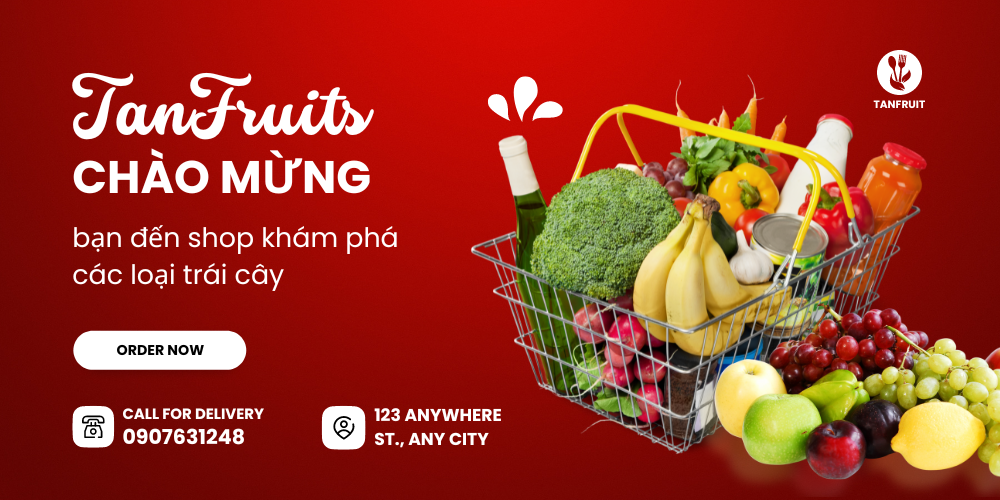 TanFruits
CHÀO MỪNG
bạn đến shop khám phá
các loại trái cây
ORDER NOW
CALL FOR DELIVERY
0907631248
123 ANYWHERE
ST., ANY CITY
TANFRUIT